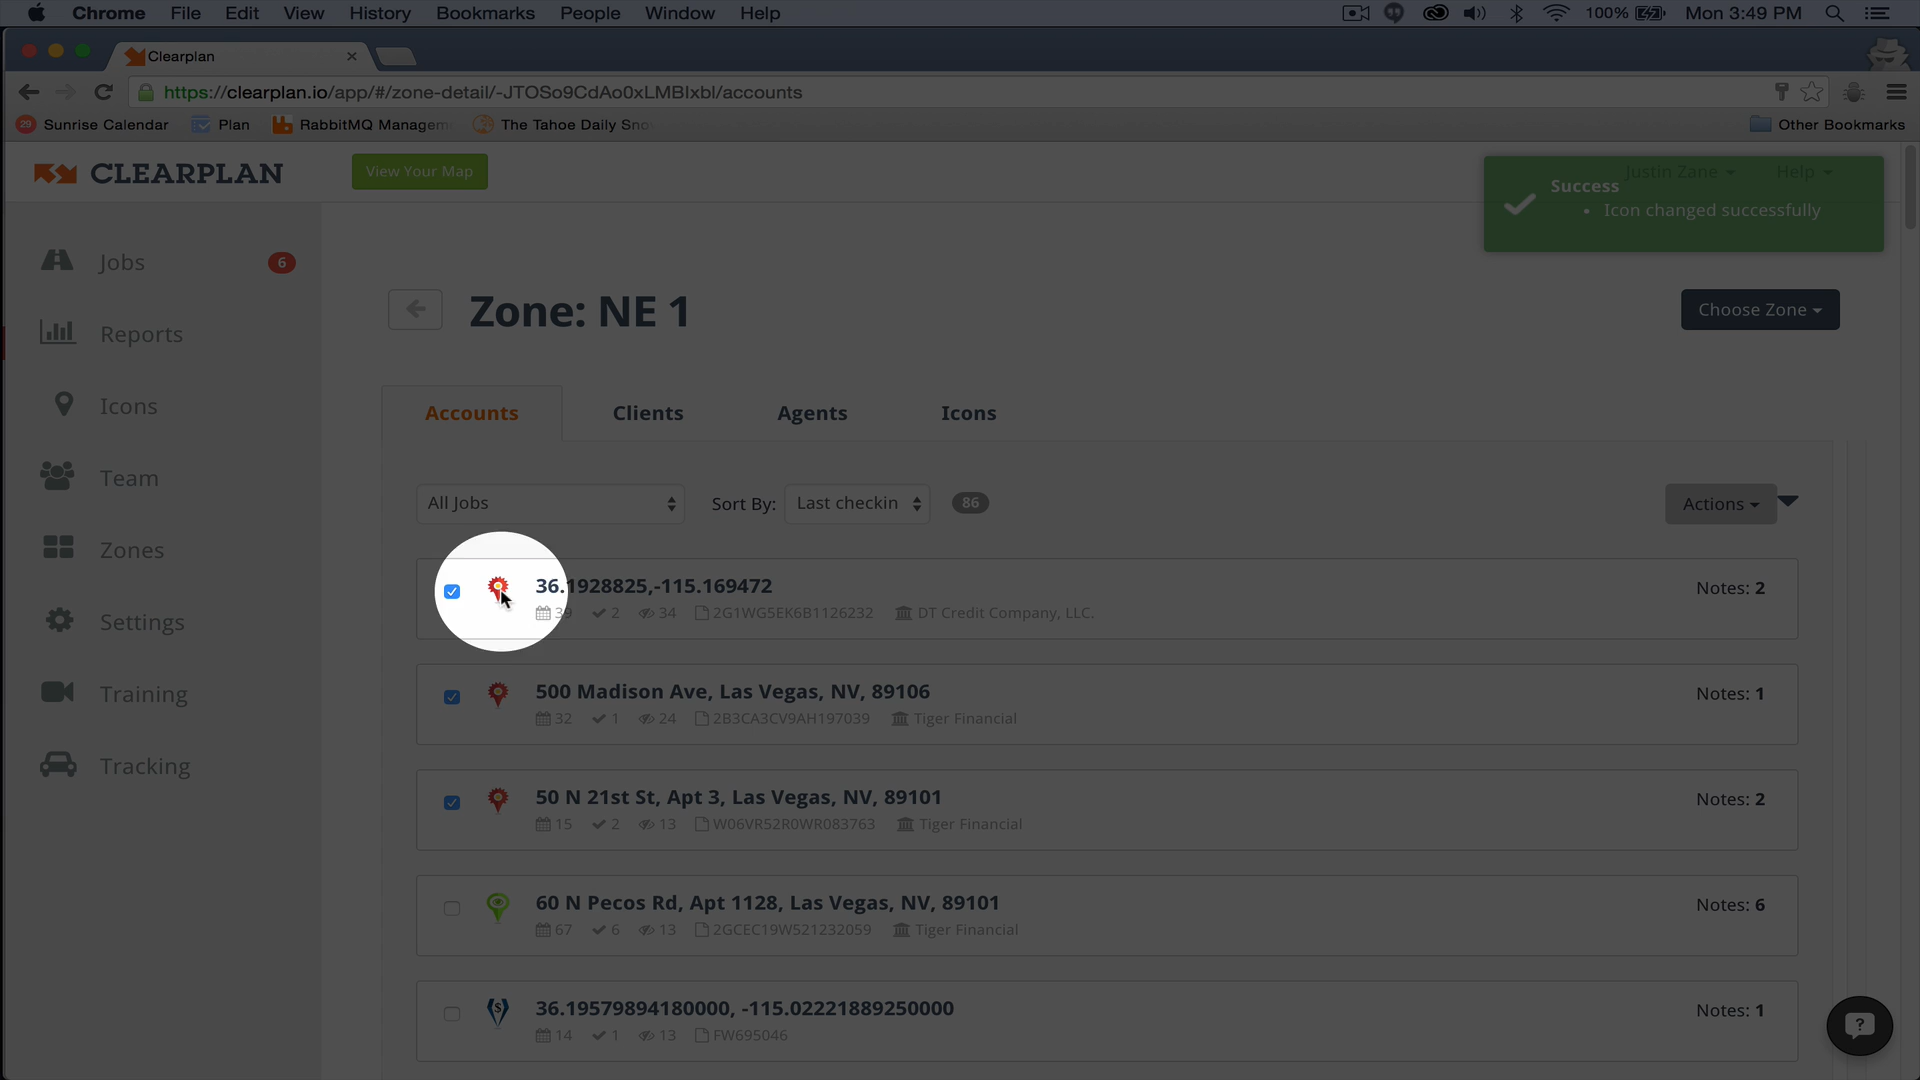 Chrome File Edit View History Bookmarks People Window Help 100% Mon 3:49 PM
Clearplan
https://clearplan.io/app/#/zone-detail/-JTOSo9CdAo0xLMBIxbl/accounts
29 Sunrise Calendar Plan RabbitMQ Managem The Tahoe Daily Sno Other Bookmarks
CLEARPLAN View Your Map Justin Zane Help
Success
• Icon changed successfully
Jobs 6
Reports
Icons
Team
Zones
Settings
Training
Tracking
Zone: NE 1 Choose Zone
Accounts Clients Agents Icons
All Jobs Sort By: Last checkin 86 Actions
36.1928825,-115.169472 Notes: 2
39 2 34 2G1WG5EK6B1126232 DT Credit Company, LLC.
500 Madison Ave, Las Vegas, NV, 89106 Notes: 1
32 1 24 2B3CA3CV9AH197039 Tiger Financial
50 N 21st St, Apt 3, Las Vegas, NV, 89101 Notes: 2
15 2 13 W06VR52R0WR083763 Tiger Financial
60 N Pecos Rd, Apt 1128, Las Vegas, NV, 89101 Notes: 6
67 6 13 2GCEC19W521232059 Tiger Financial
36.19579894180000, -115.02221889250000 Notes: 1
14 1 13 FW695046